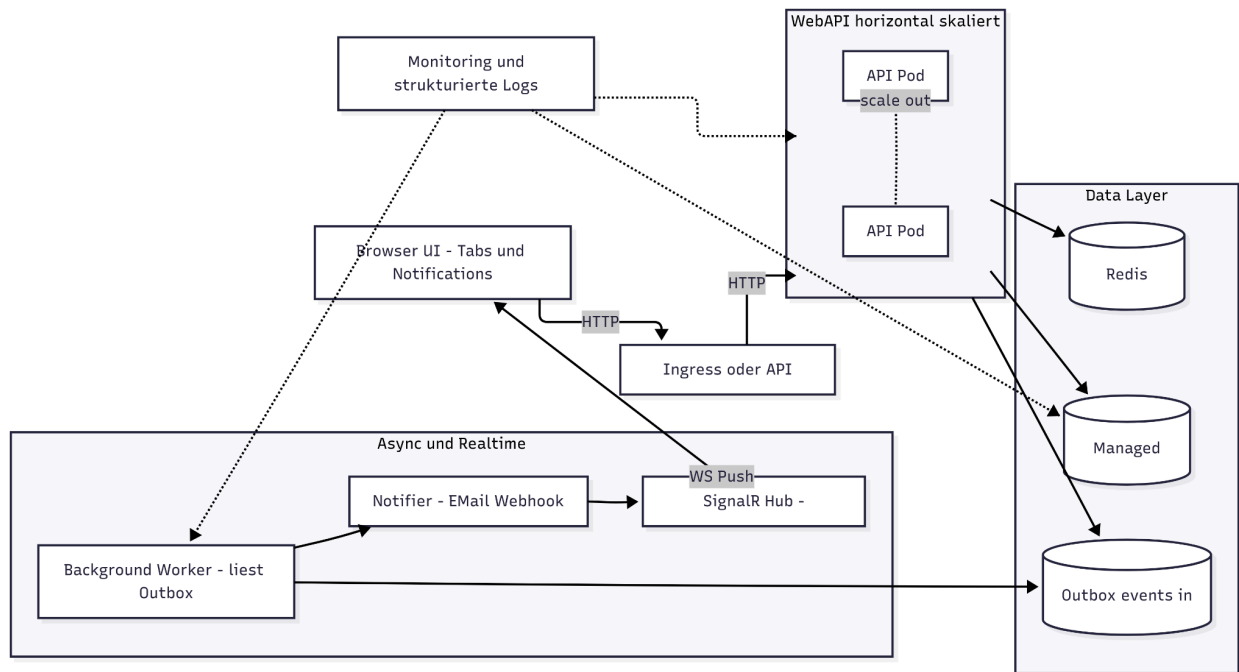 WebAPI horizontal skaliert
Monitoring und
strukturierte Logs
API Pod
scale out
API Pod
Data Layer
Redis
Browser UI - Tabs und
Notifications
HTTP
HTTP
Ingress oder API
Managed
Async und Realtime
WS Push
Notifier - EMail Webhook
SignalR Hub -
Background Worker - liest
Outbox
Outbox events in